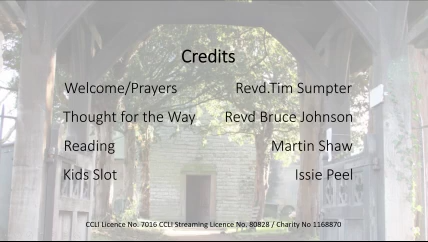 Credits
Welcome/Prayers Revd.Tim Sumpter
Thought for the Way Revd Bruce Johnson
Reading Martin Shaw
Kids Slot Issie Peel
CCLI Licence No. 7016 CCLI Streaming Licence No. 80828 / Charity No 1168870